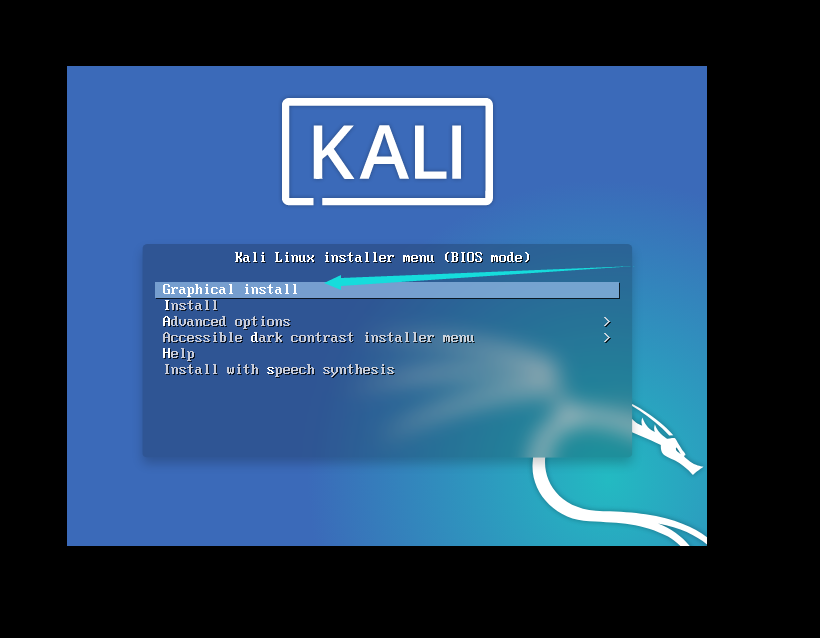 KALI
Kali Linux installer menu (BIOS mode)
Graphical install
Install
Advanced options >
Accessible dark contrast installer menu >
Help
Install with speech synthesis